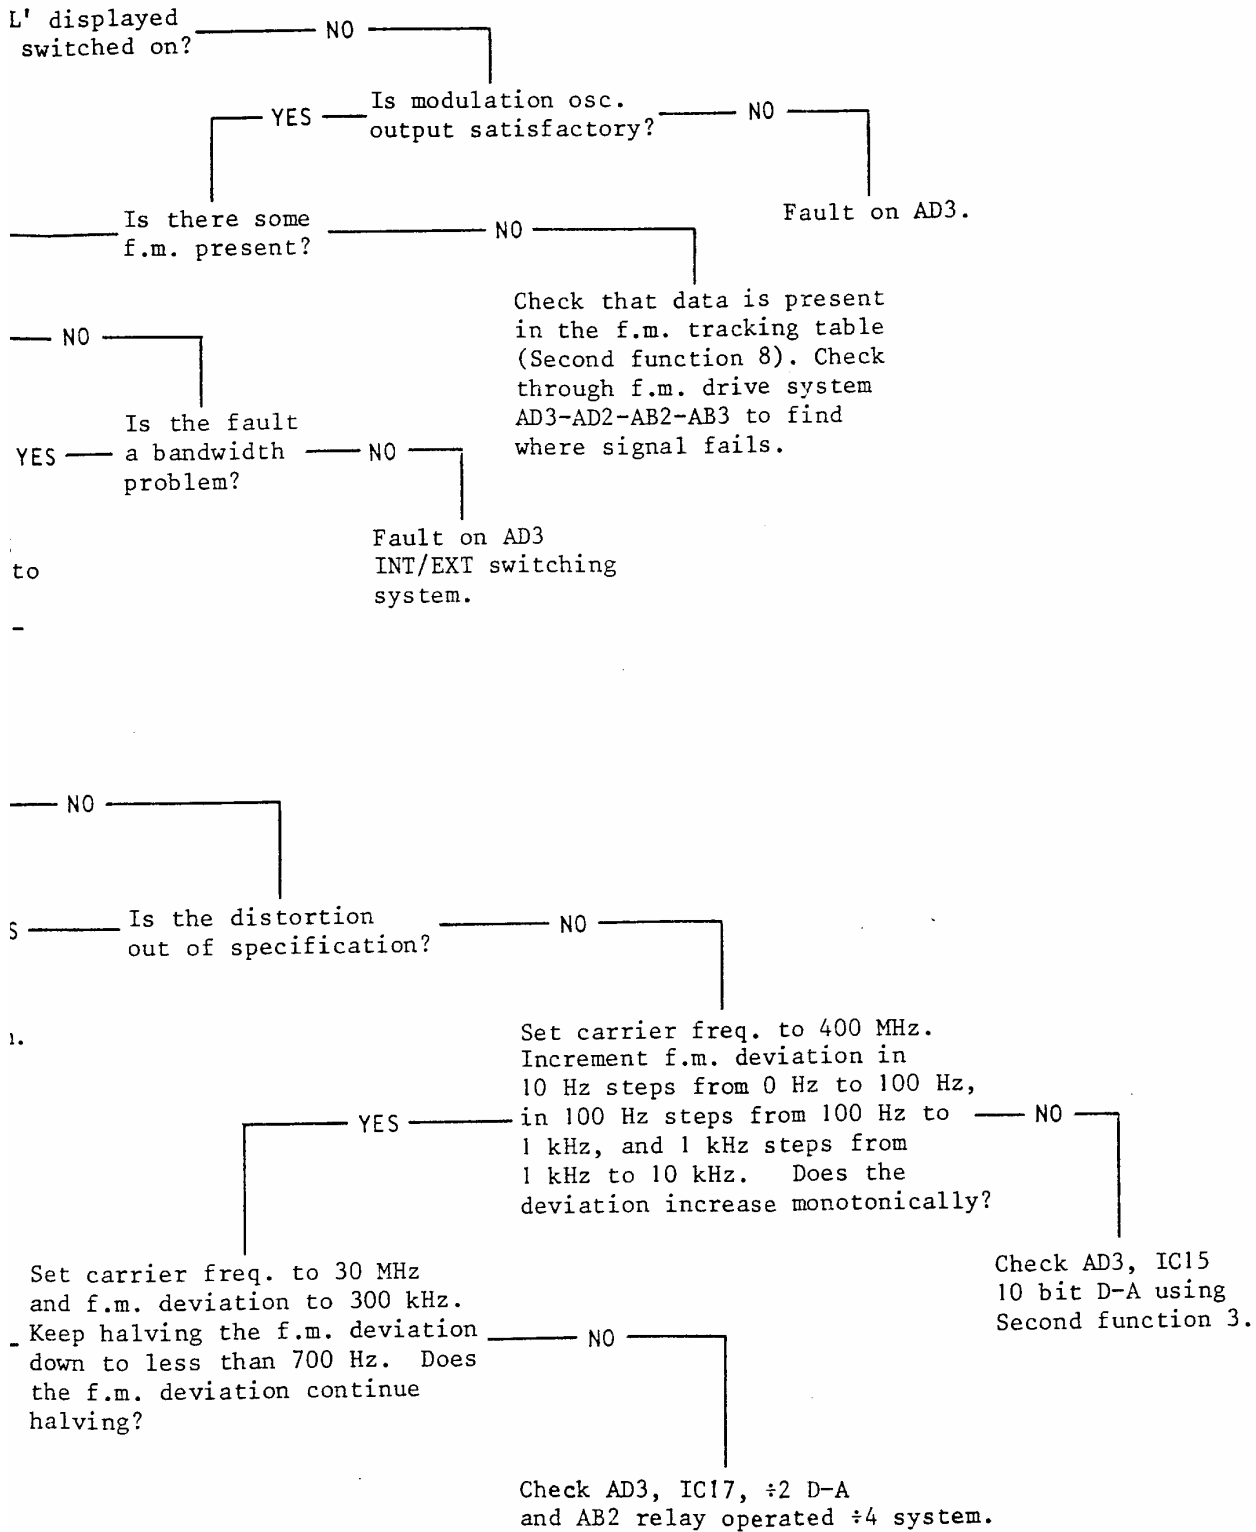 L' displayed
switched on?
NO
Is modulation osc.
output satisfactory?
YES
NO
Fault on AD3.
Is there some
f.m. present?
NO
Check that data is present
in the f.m. tracking table
(Second function 8). Check
through f.m. drive system
AD3-AD2-AB2-AB3 to find
where signal fails.
NO
Is the fault
a bandwidth
problem?
YES
NO
Fault on AD3
INT/EXT switching
system.
to
-
NO
S
Is the distortion
out of specification?
NO
Set carrier freq. to 400 MHz.
Increment f.m. deviation in
10 Hz steps from 0 Hz to 100 Hz,
in 100 Hz steps from 100 Hz to
1 kHz, and 1 kHz steps from
1 kHz to 10 kHz. Does the
deviation increase monotonically?
YES
NO
Check AD3, IC15
10 bit D-A using
Second function 3.
Set carrier freq. to 30 MHz
and f.m. deviation to 300 kHz.
Keep halving the f.m. deviation
down to less than 700 Hz. Does
the f.m. deviation continue
halving?
NO
Check AD3, IC17, ÷2 D-A
and AB2 relay operated ÷4 system.